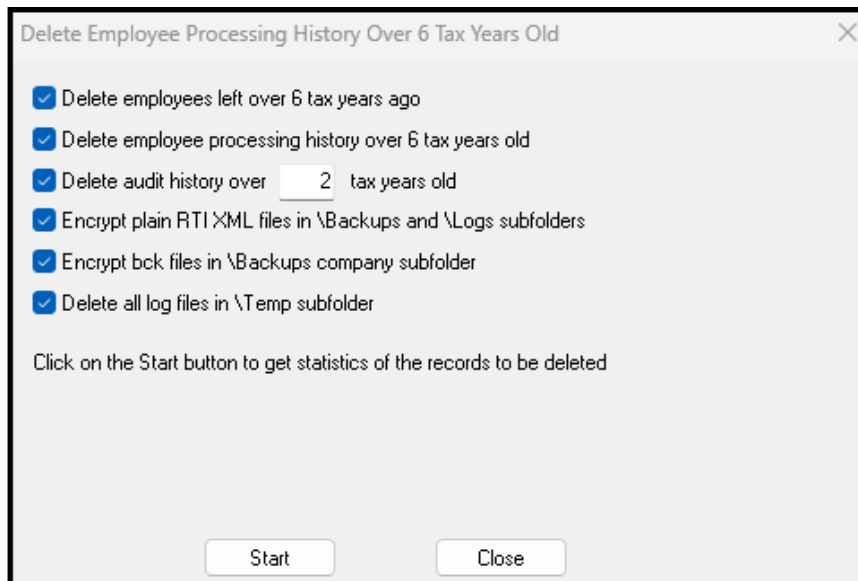 Delete Employee Processing History Over 6 Tax Years Old
Delete employees left over 6 tax years ago
Delete employee processing history over 6 tax years old
Delete audit history over 2 tax years old
Encrypt plain RTI XML files in \Backups and \Logs subfolders
Encrypt bck files in \Backups company subfolder
Delete all log files in \Temp subfolder
Click on the Start button to get statistics of the records to be deleted
Start Close